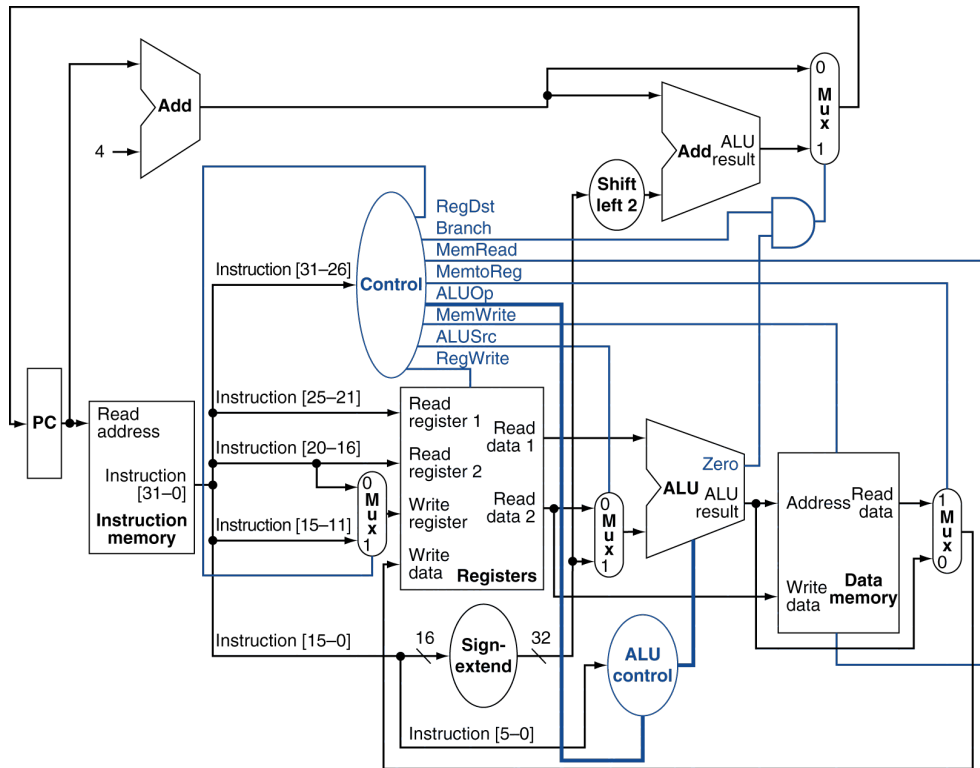 0
M
u
x
1
Add
ALU
Add result
4
Shift
left 2
RegDst
Branch
MemRead
MemtoReg
ALUOp
MemWrite
ALUSrc
RegWrite
Control
Instruction [31–26]
Instruction [25–21]
Instruction [20–16]
Instruction [15–11]
Instruction [15–0]
Instruction [5–0]
PC
Read
address
Instruction
[31–0]
Instruction
memory
0
M
u
x
1
Read
register 1
Read
register 2
Write
register
Write
data
Read
data 1
Read
data 2
Registers
0
M
u
x
1
Zero
ALU
ALU
result
Address
Read
data
Write
data
Data
memory
1
M
u
x
0
16
Sign-
extend
32
ALU
control